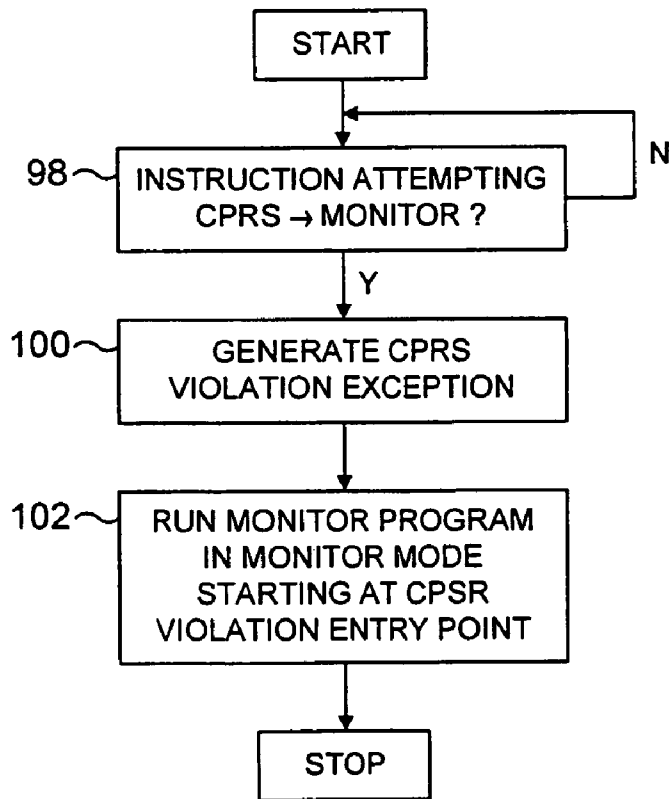 START
N
98
INSTRUCTION ATTEMPTING
CPRS → MONITOR ?
Y
100
GENERATE CPRS
VIOLATION EXCEPTION
102
RUN MONITOR PROGRAM
IN MONITOR MODE
STARTING AT CPSR
VIOLATION ENTRY POINT
STOP